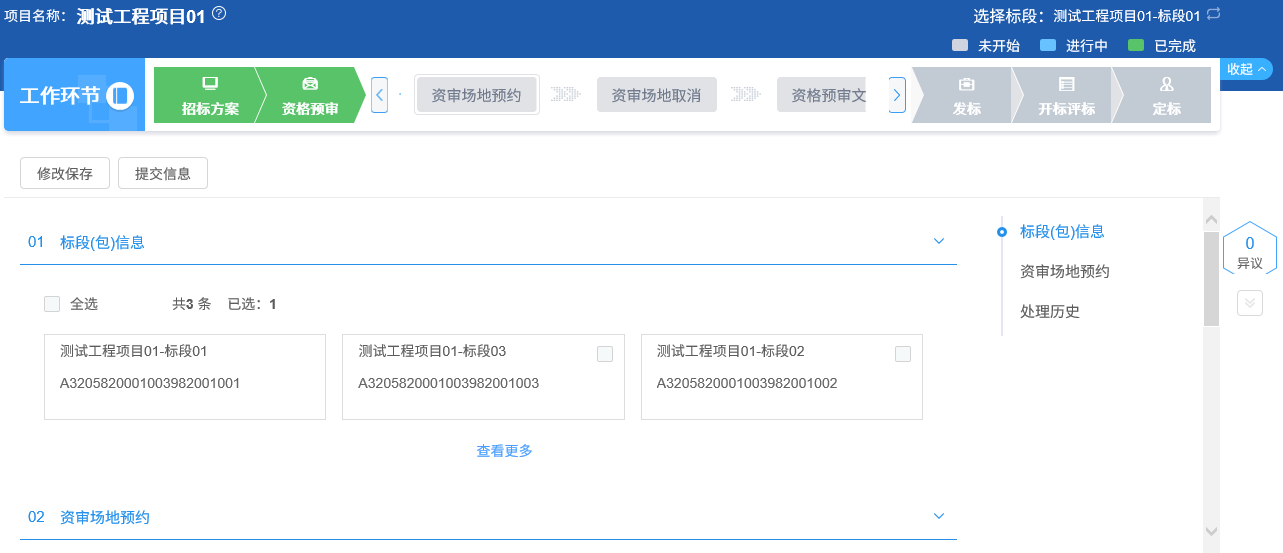 项目名称： 测试工程项目01
选择标段： 测试工程项目01-标段01
未开始 进行中 已完成
工作环节
招标方案
资格预审
资审场地预约
资审场地取消
资格预审文
发标
开标评标
定标
收起
修改保存
提交信息
01 标段(包)信息
全选 共3 条 已选：1
测试工程项目01-标段01
A3205820001003982001001
测试工程项目01-标段03
A3205820001003982001003
测试工程项目01-标段02
A3205820001003982001002
查看更多
02 资审场地预约
标段(包)信息
资审场地预约
处理历史
0
异议